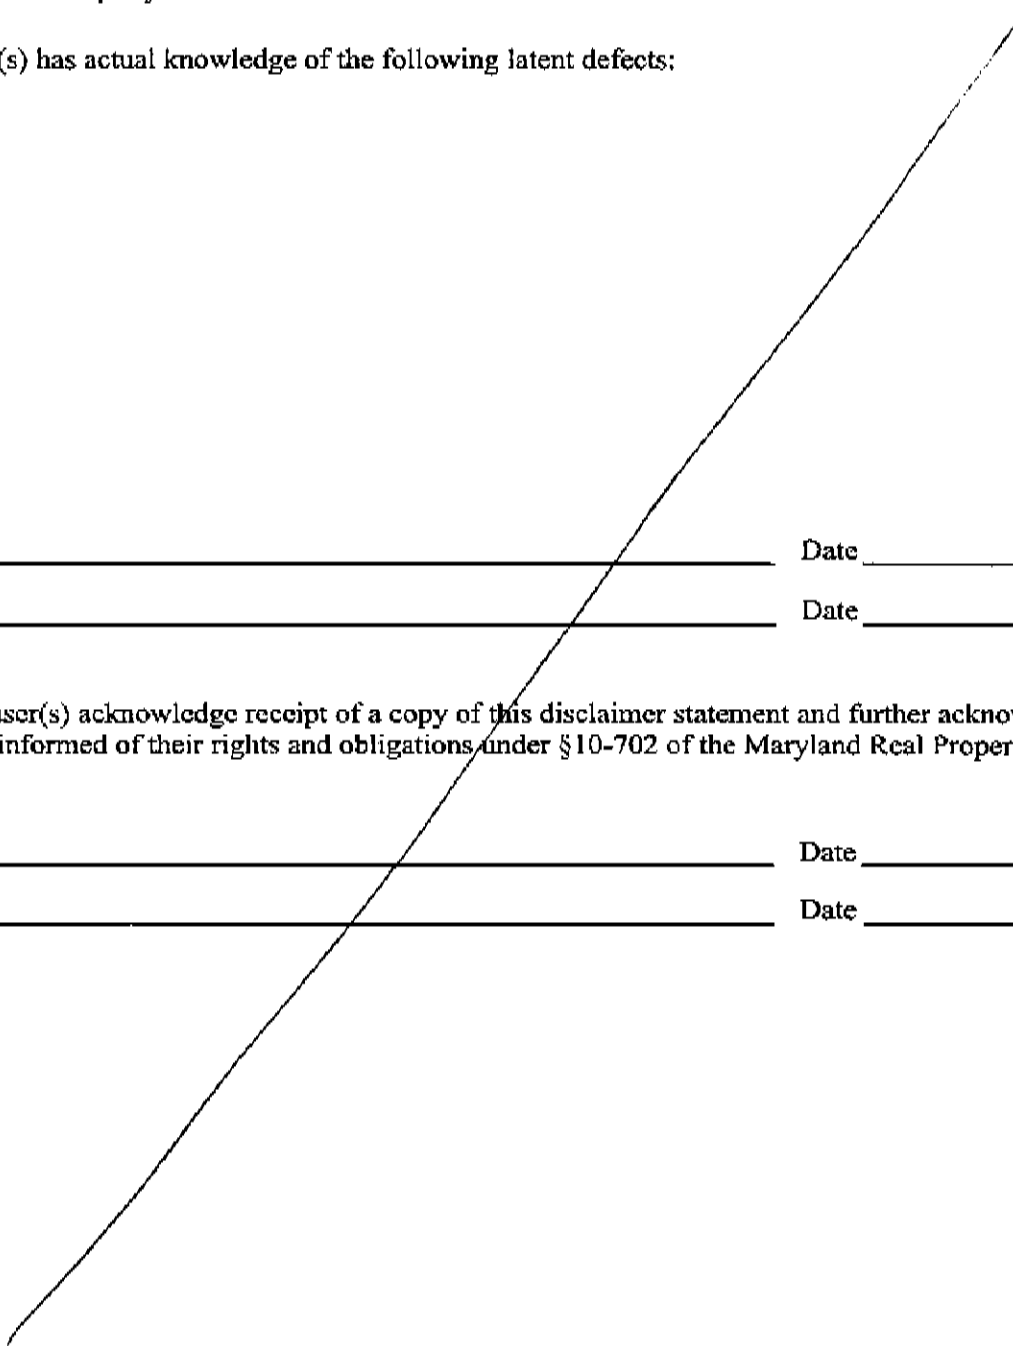 (s) has actual knowledge of the following latent defects:
Date
Date
user(s) acknowledge receipt of a copy of this disclaimer statement and further ackno
informed of their rights and obligations under §10-702 of the Maryland Real Proper
Date
Date